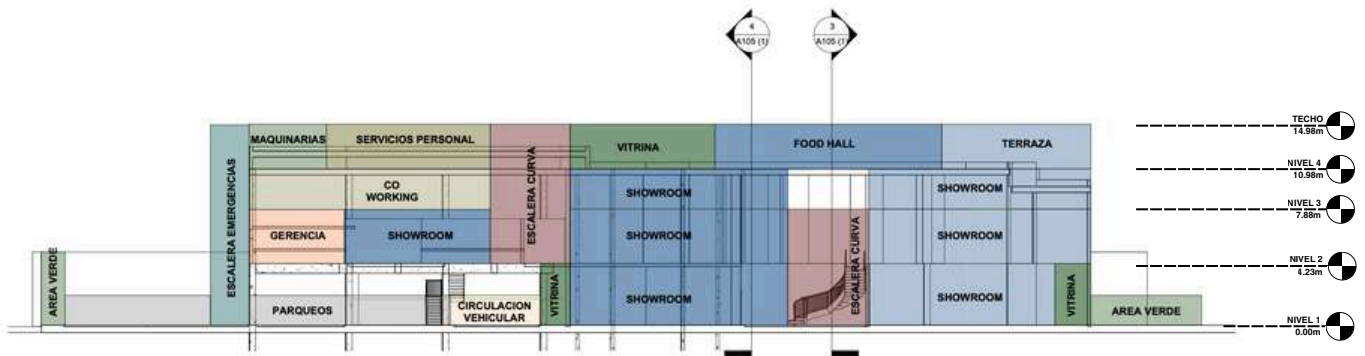 4
A105 (1)
3
A105 (1)
TECHO
14.98m
MAQUINARIAS
SERVICIOS PERSONAL
VITRINA
FOOD HALL
TERRAZA
NIVEL 4
10.98m
CO
WORKING
SHOWROOM
SHOWROOM
NIVEL 3
7.88m
ESCALERA EMERGENCIAS
ESCALERA CURVA
GERENCIA
SHOWROOM
SHOWROOM
SHOWROOM
ESCALERA CURVA
NIVEL 2
4.23m
AREA VERDE
PARQUEOS
CIRCULACION
VEHICULAR
VITRINA
SHOWROOM
SHOWROOM
VITRINA
AREA VERDE
NIVEL 1
0.00m